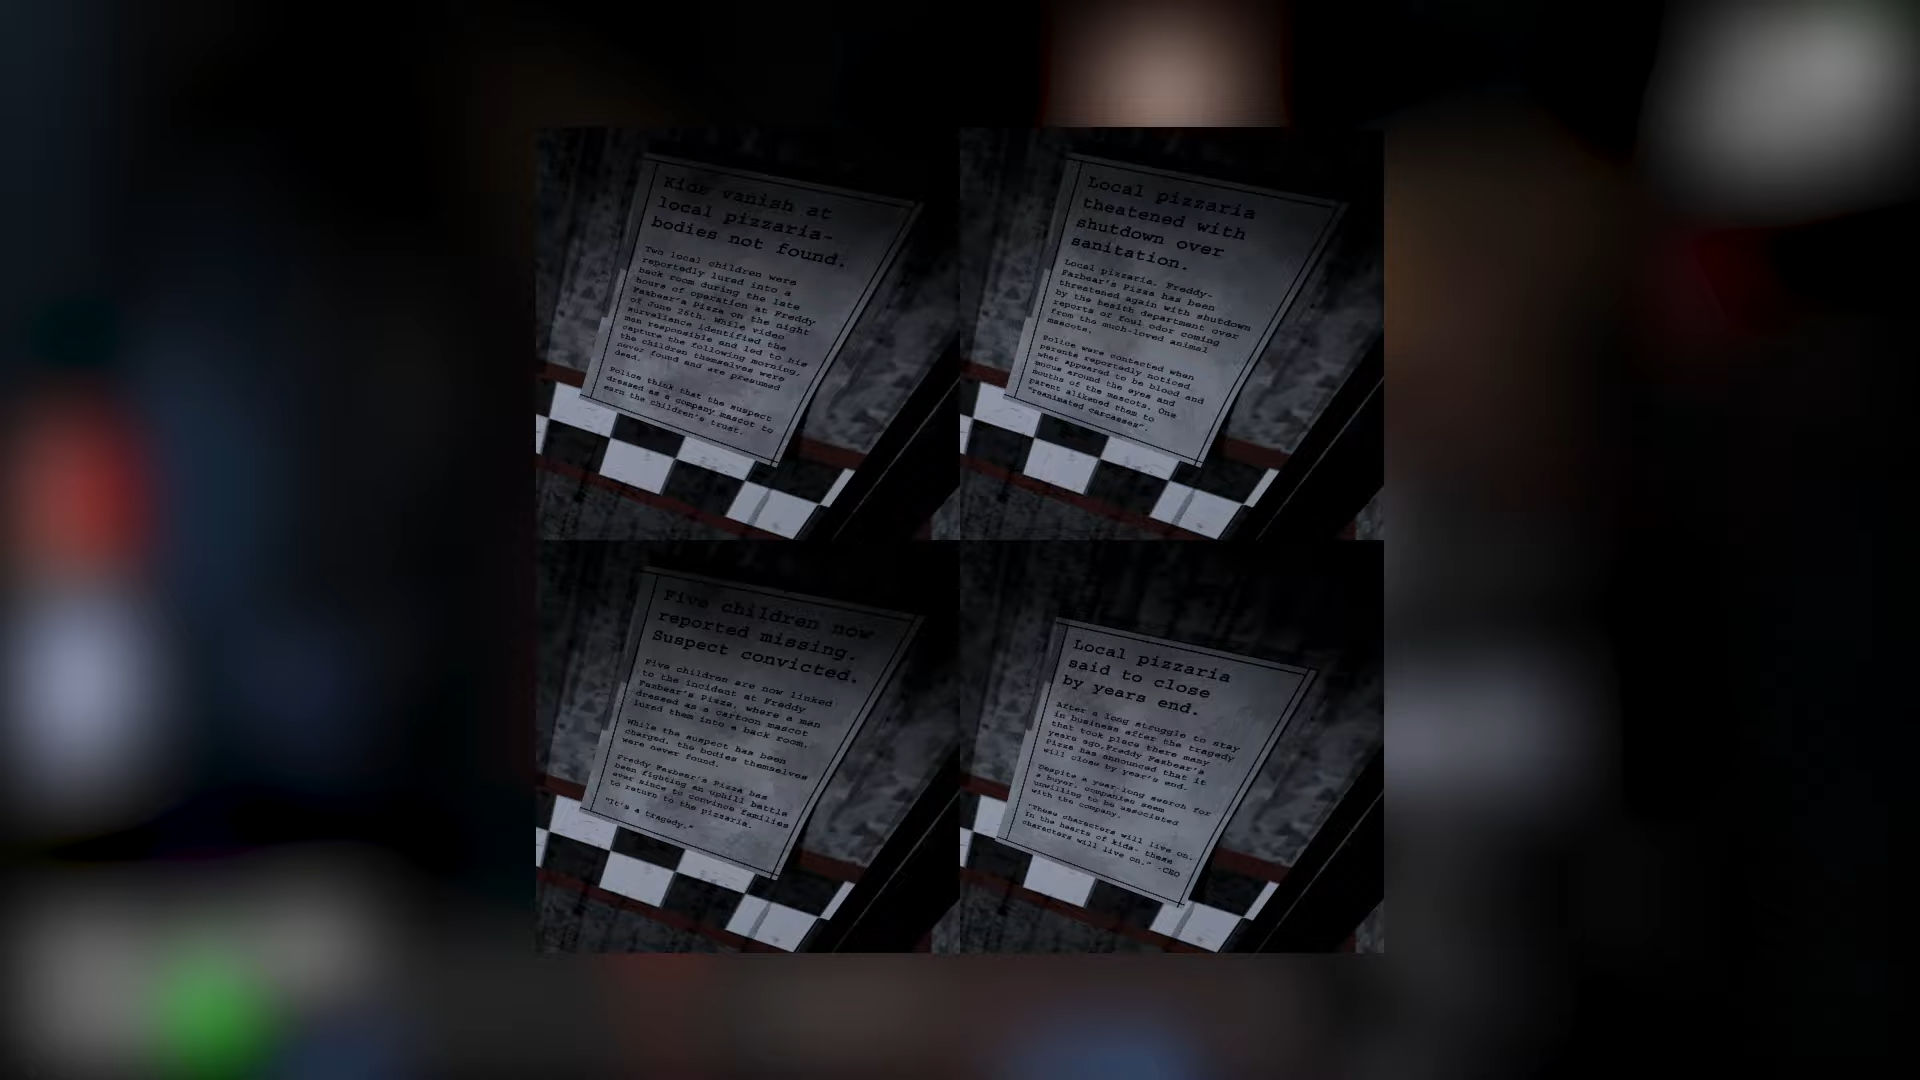 Kids vanish at
local pizzaria-
bodies not found.
Two local children were
reportedly lured into a
back room during the late
hours of operation at Freddy
Fazbear's Pizza on the night
of June 26th. While video
surveilance identified the
man responsible and led to his
capture the following morning,
the children themselves were
never found and are presumed
dead.
Police think that the suspect
dressed as a company mascot to
earn the children's trust.
Local pizzaria
theatened with
shutdown over
sanitation.
Local pizzaria, Freddy-
Fazbear's Pizza has been
threatened again with shutdown
by the health department over
reports of foul odor coming
from the much-loved animal
mascots.
Police were contacted when
parents reportedly noticed
what appeared to be blood and
mucus around the eyes and
mouths of the mascots. One
parent alikened them to
"reanimated carcasses".
Five children now
reported missing.
Suspect convicted.
Five children are now linked
to the incident at Freddy
Fazbear's Pizza, where a man
dressed as a cartoon mascot
lured them into a back room.
While the suspect has been
charged, the bodies themselves
were never found.
Freddy Fazbear's Pizza has
been fighting an uphill battle
ever since to convince families
to return to the pizzaria.
"It's a tragedy."
Local pizzaria
said to close
by years end.
After a long struggle to stay
in business after the tragedy
that took place there many
years ago,Freddy Fazbear's
Pizza has announced that it
will close by year's end.
Despite a year-long search for
a buyer, companies seem
unwilling to be associated
with the company.
"These characters will live on.
In the hearts of kids- these
characters will live on." -CEO